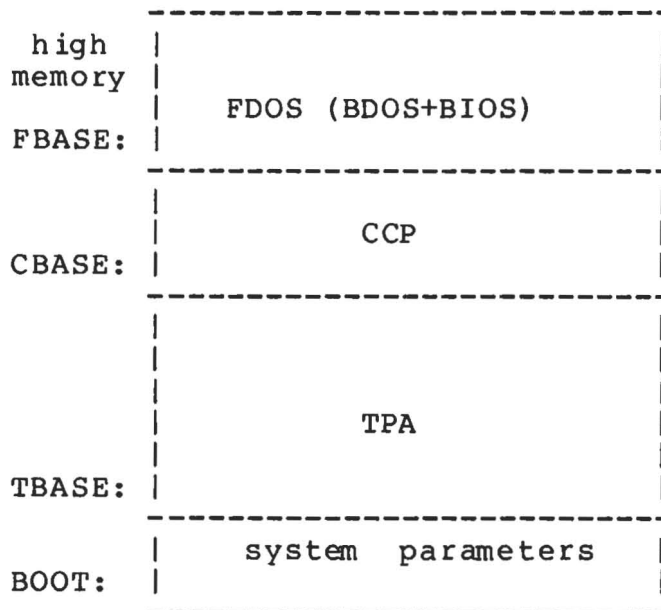 high
memory
FDOS (BDOS+BIOS)
FBASE:
CCP
CBASE:
TPA
TBASE:
system parameters
BOOT: